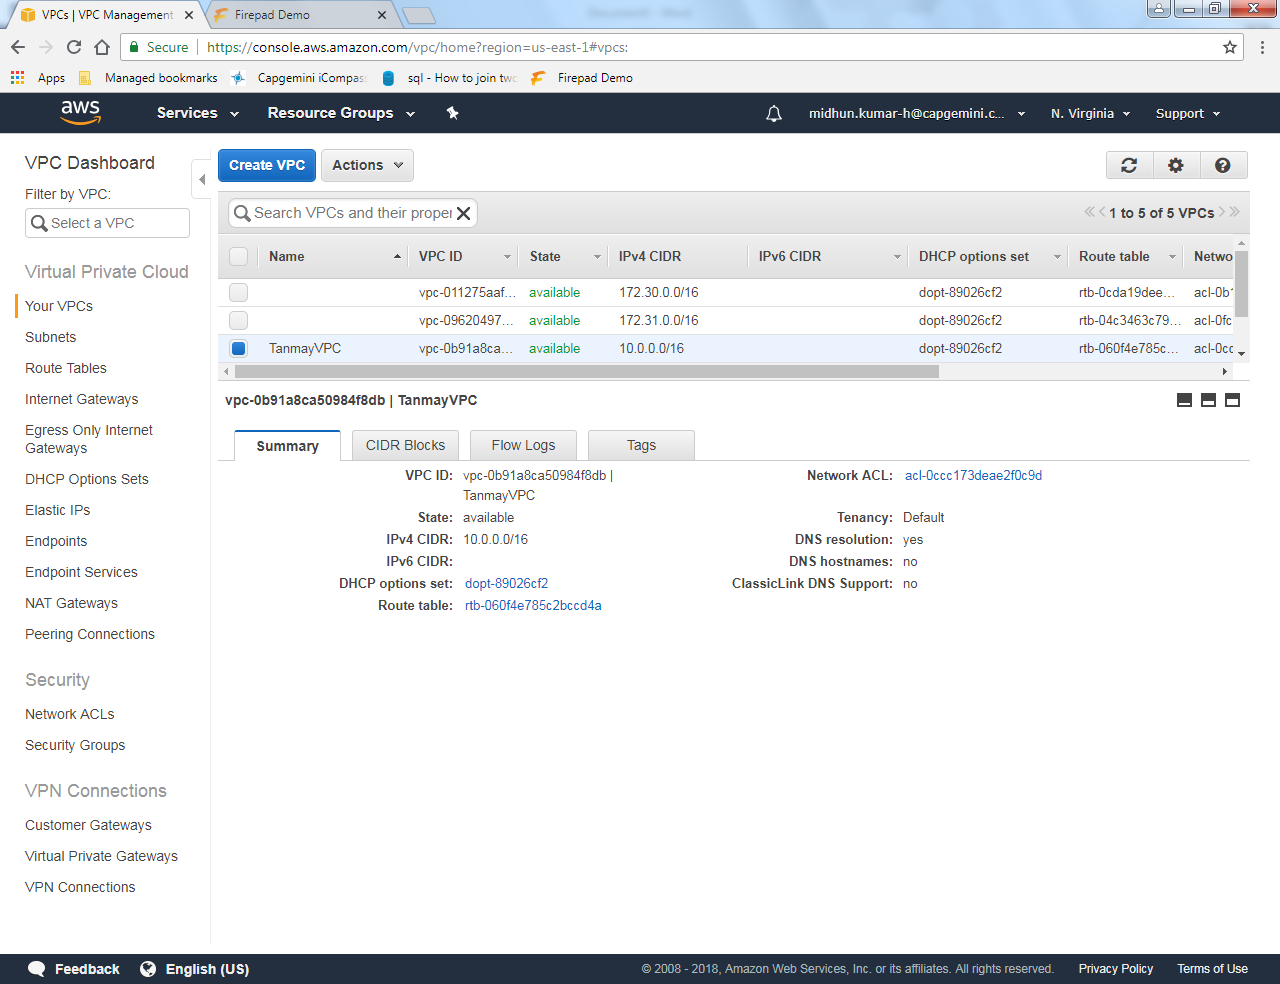 VPCs | VPC Management
Firepad Demo
Secure
https://console.aws.amazon.com/vpc/home?region=us-east-1#vpcs:
Apps
Managed bookmarks
Capgemini iCompas
sql - How to join two
Firepad Demo
aws
Services
Resource Groups
midhun.kumar-h@capgemini.c...
N. Virginia
Support
VPC Dashboard
Filter by VPC:
Select a VPC
Virtual Private Cloud
Your VPCs
Subnets
Route Tables
Internet Gateways
Egress Only Internet
Gateways
DHCP Options Sets
Elastic IPs
Endpoints
Endpoint Services
NAT Gateways
Peering Connections
Security
Network ACLs
Security Groups
VPN Connections
Customer Gateways
Virtual Private Gateways
VPN Connections
Create VPC
Actions
Search VPCs and their proper
1 to 5 of 5 VPCs
Name VPC ID State IPv4 CIDR IPv6 CIDR DHCP options set Route table Netwo
vpc-011275aaf... available 172.30.0.0/16 dopt-89026cf2 rtb-0cda19dee... acl-0b1
vpc-09620497... available 172.31.0.0/16 dopt-89026cf2 rtb-04c3463c79... acl-0fc
TanmayVPC vpc-0b91a8ca... available 10.0.0.0/16 dopt-89026cf2 rtb-060f4e785c... acl-0cc
vpc-0b91a8ca50984f8db | TanmayVPC
Summary
CIDR Blocks
Flow Logs
Tags
VPC ID: vpc-0b91a8ca50984f8db |
TanmayVPC
State: available
IPv4 CIDR: 10.0.0.0/16
IPv6 CIDR:
DHCP options set: dopt-89026cf2
Route table: rtb-060f4e785c2bccd4a
Network ACL: acl-0ccc173deae2f0c9d
Tenancy: Default
DNS resolution: yes
DNS hostnames: no
ClassicLink DNS Support: no
Feedback
English (US)
© 2008 - 2018, Amazon Web Services, Inc. or its affiliates. All rights reserved.
Privacy Policy
Terms of Use